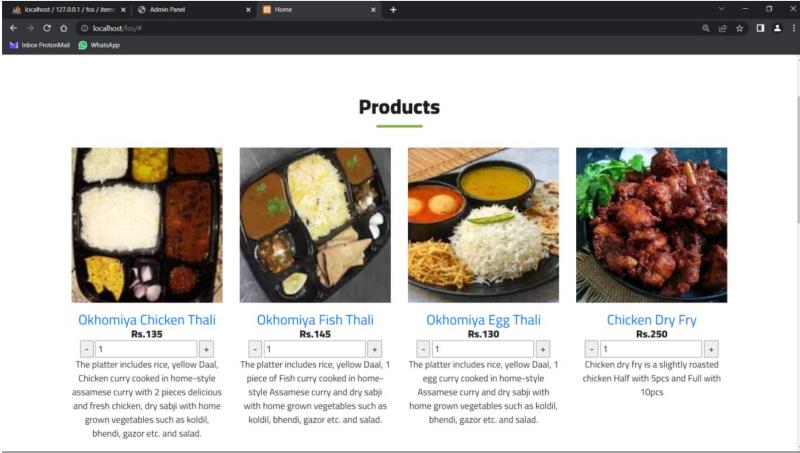 localhost / 127.0.0.1 / fos / items
Admin Panel
Home
localhost/fos/#
Inbox ProtonMail
WhatsApp
Products
Okhomiya Chicken Thali
Rs.135
- 1 +
The platter includes rice, yellow Daal,
Chicken curry cooked in home-style
assamese curry with 2 pieces delicious
and fresh chicken, dry sabji with home
grown vegetables such as koldil,
bhendi, gazor etc. and salad.
Okhomiya Fish Thali
Rs.145
- 1 +
The platter includes rice, yellow Daal, 1
piece of Fish curry cooked in home-
style Assamese curry and dry sabji
with home grown vegetables such as
koldil, bhendi, gazor etc. and salad.
Okhomiya Egg Thali
Rs.130
- 1 +
The platter includes rice, yellow Daal, 1
egg curry cooked in home-style
Assamese curry and dry sabji with
home grown vegetables such as koldil,
bhendi, gazor etc. and salad.
Chicken Dry Fry
Rs.250
- 1 +
Chicken dry fry is a slightly roasted
chicken Half with 5pcs and Full with
10pcs